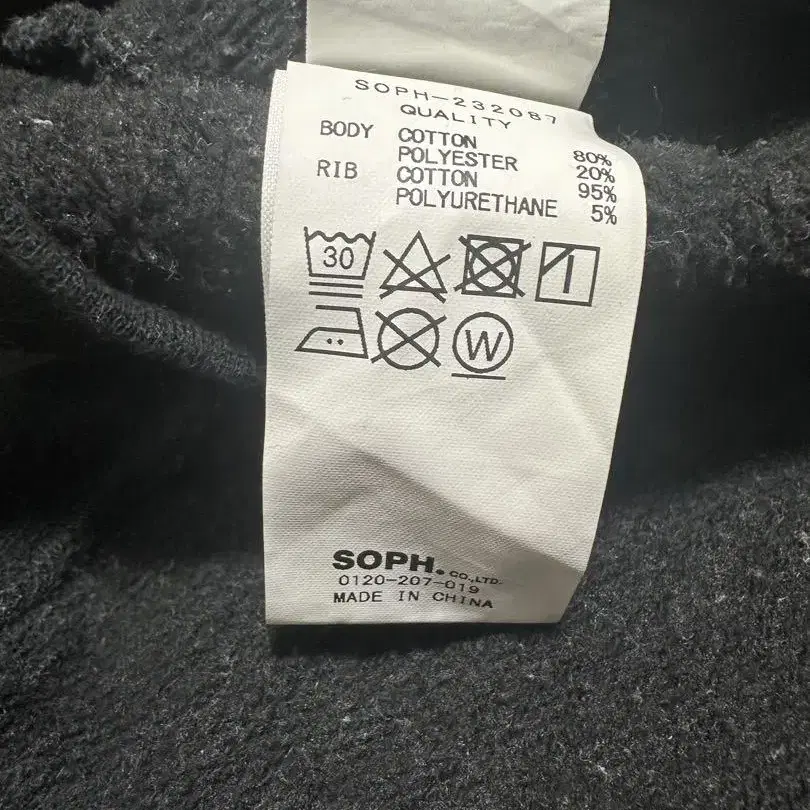 SOPH-232087
QUALITY
BODY COTTON 80%
POLYESTER 20%
RIB COTTON 95%
POLYURETHANE 5%
30
W
SOPH. CO.,LTD.
0120-207-019
MADE IN CHINA